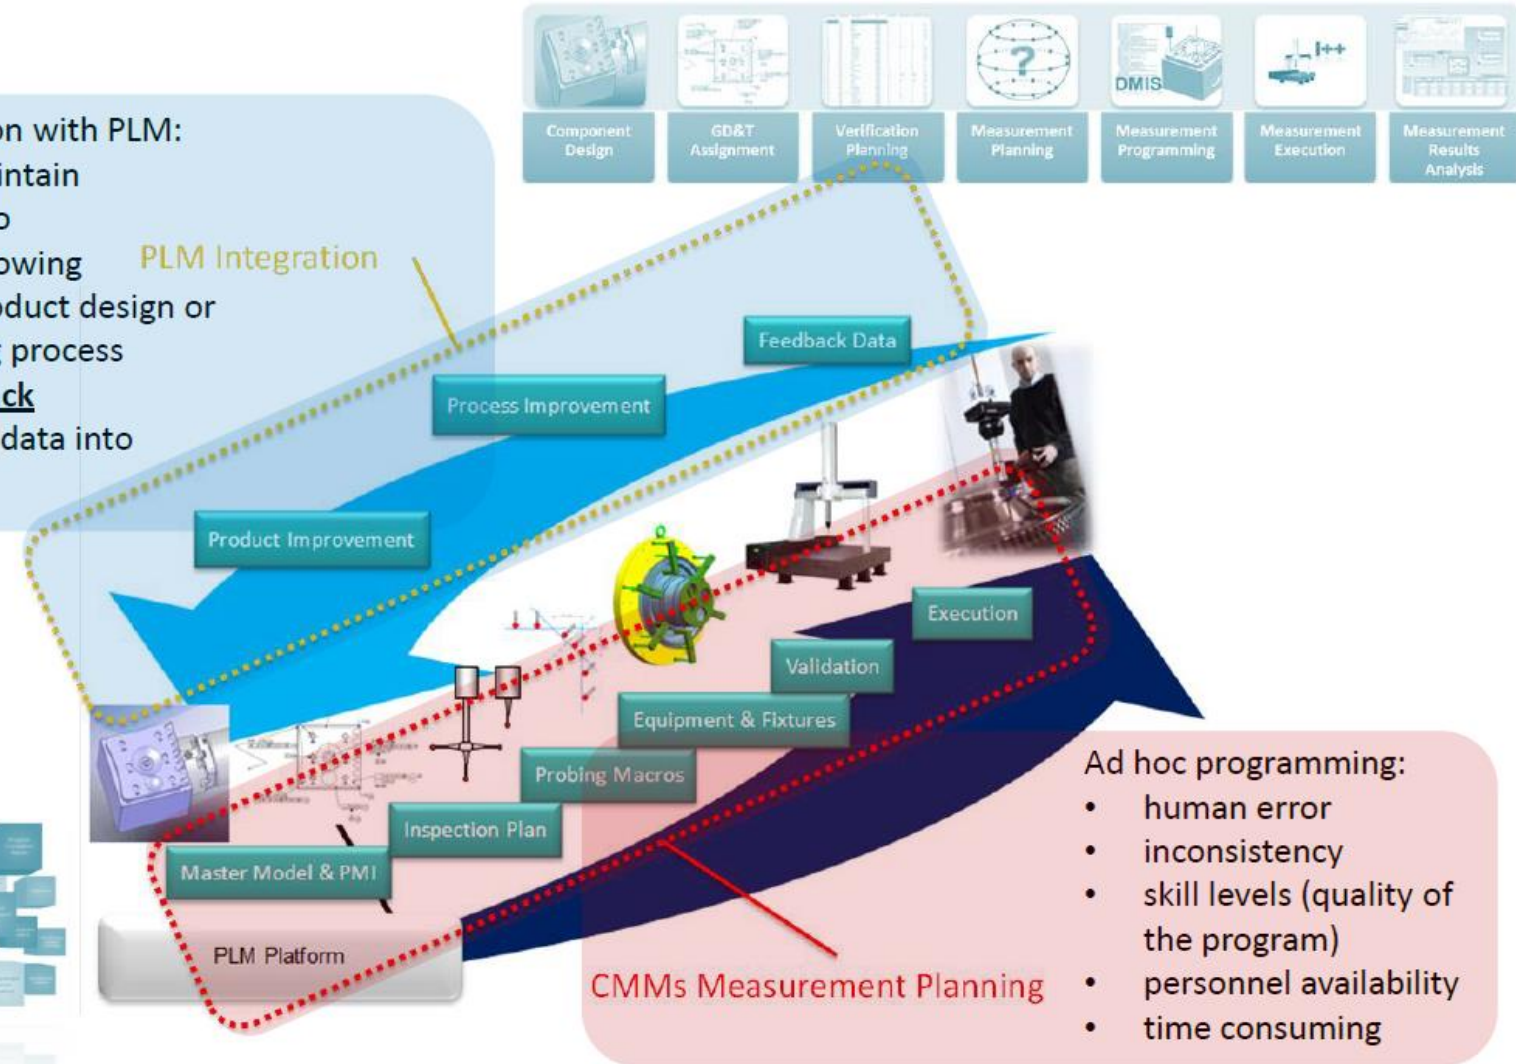 Component
Design
GD&T
Assignment
Verification
Planning
Measurement
Planning
DMIS
Measurement
Programming
I++
Measurement
Execution
Measurement
Results
Analysis
?
on with PLM:
intain
o
owing
oduct design or
g process
ck
data into
PLM Integration
Feedback Data
Process Improvement
Product Improvement
Execution
Validation
Equipment & Fixtures
Probing Macros
Inspection Plan
Master Model & PMI
PLM Platform
CMMs Measurement Planning
Ad hoc programming:
• human error
• inconsistency
• skill levels (quality of
the program)
• personnel availability
• time consuming